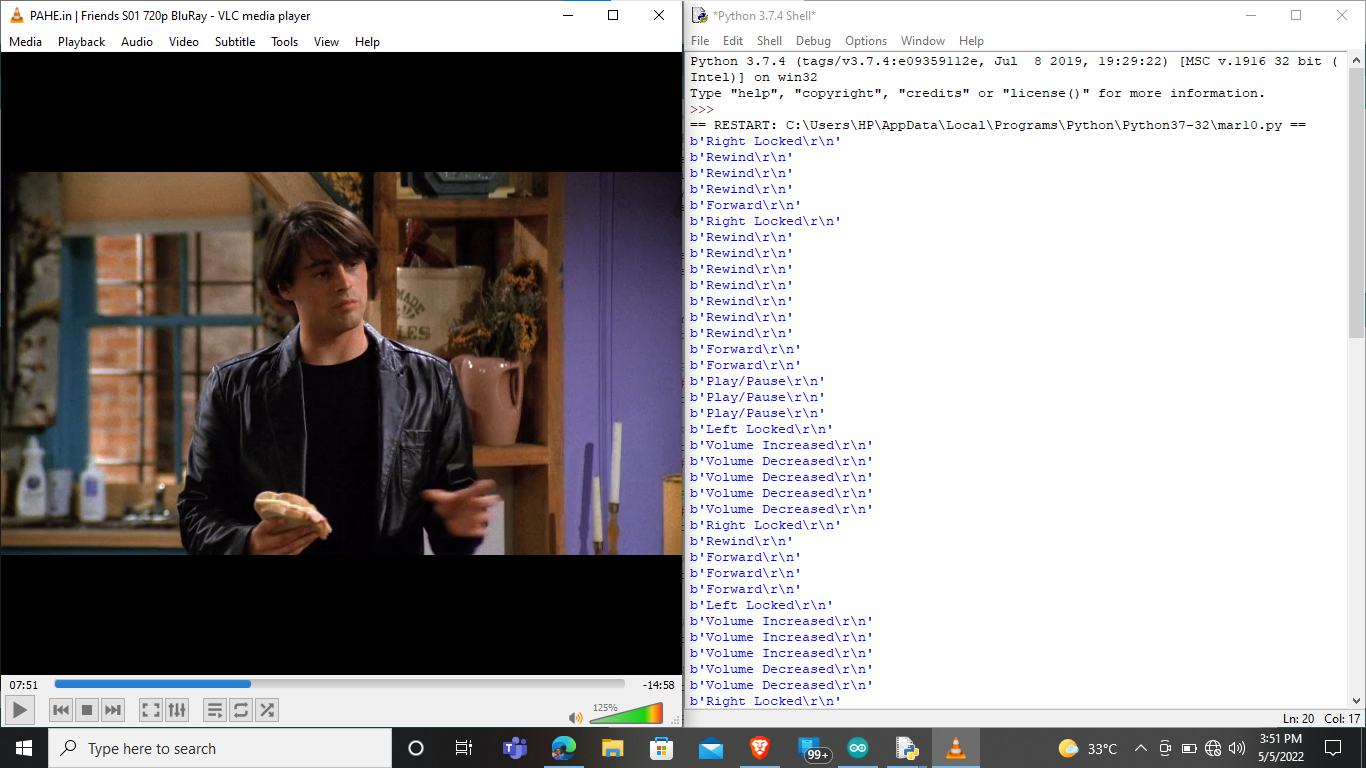 PAHE.in | Friends S01 720p BluRay - VLC media player
Media Playback Audio Video Subtitle Tools View Help
MADE
LES
07:51
-14:58
125%
*Python 3.7.4 Shell*
File Edit Shell Debug Options Window Help
Python 3.7.4 (tags/v3.7.4:e09359112e, Jul  8 2019, 19:29:22) [MSC v.1916 32 bit (
Intel)] on win32
Type "help", "copyright", "credits" or "license()" for more information.
>>>
== RESTART: C:\Users\HP\AppData\Local\Programs\Python\Python37-32\mar10.py ==
b'Right Locked\r\n'
b'Rewind\r\n'
b'Rewind\r\n'
b'Rewind\r\n'
b'Forward\r\n'
b'Right Locked\r\n'
b'Rewind\r\n'
b'Rewind\r\n'
b'Rewind\r\n'
b'Rewind\r\n'
b'Rewind\r\n'
b'Rewind\r\n'
b'Rewind\r\n'
b'Forward\r\n'
b'Forward\r\n'
b'Play/Pause\r\n'
b'Play/Pause\r\n'
b'Play/Pause\r\n'
b'Left Locked\r\n'
b'Volume Increased\r\n'
b'Volume Decreased\r\n'
b'Volume Decreased\r\n'
b'Volume Decreased\r\n'
b'Volume Decreased\r\n'
b'Right Locked\r\n'
b'Rewind\r\n'
b'Forward\r\n'
b'Forward\r\n'
b'Forward\r\n'
b'Left Locked\r\n'
b'Volume Increased\r\n'
b'Volume Increased\r\n'
b'Volume Increased\r\n'
b'Volume Decreased\r\n'
b'Volume Decreased\r\n'
b'Right Locked\r\n'
Ln: 20 Col: 17
Type here to search
99+
33°C
3:51 PM
5/5/2022